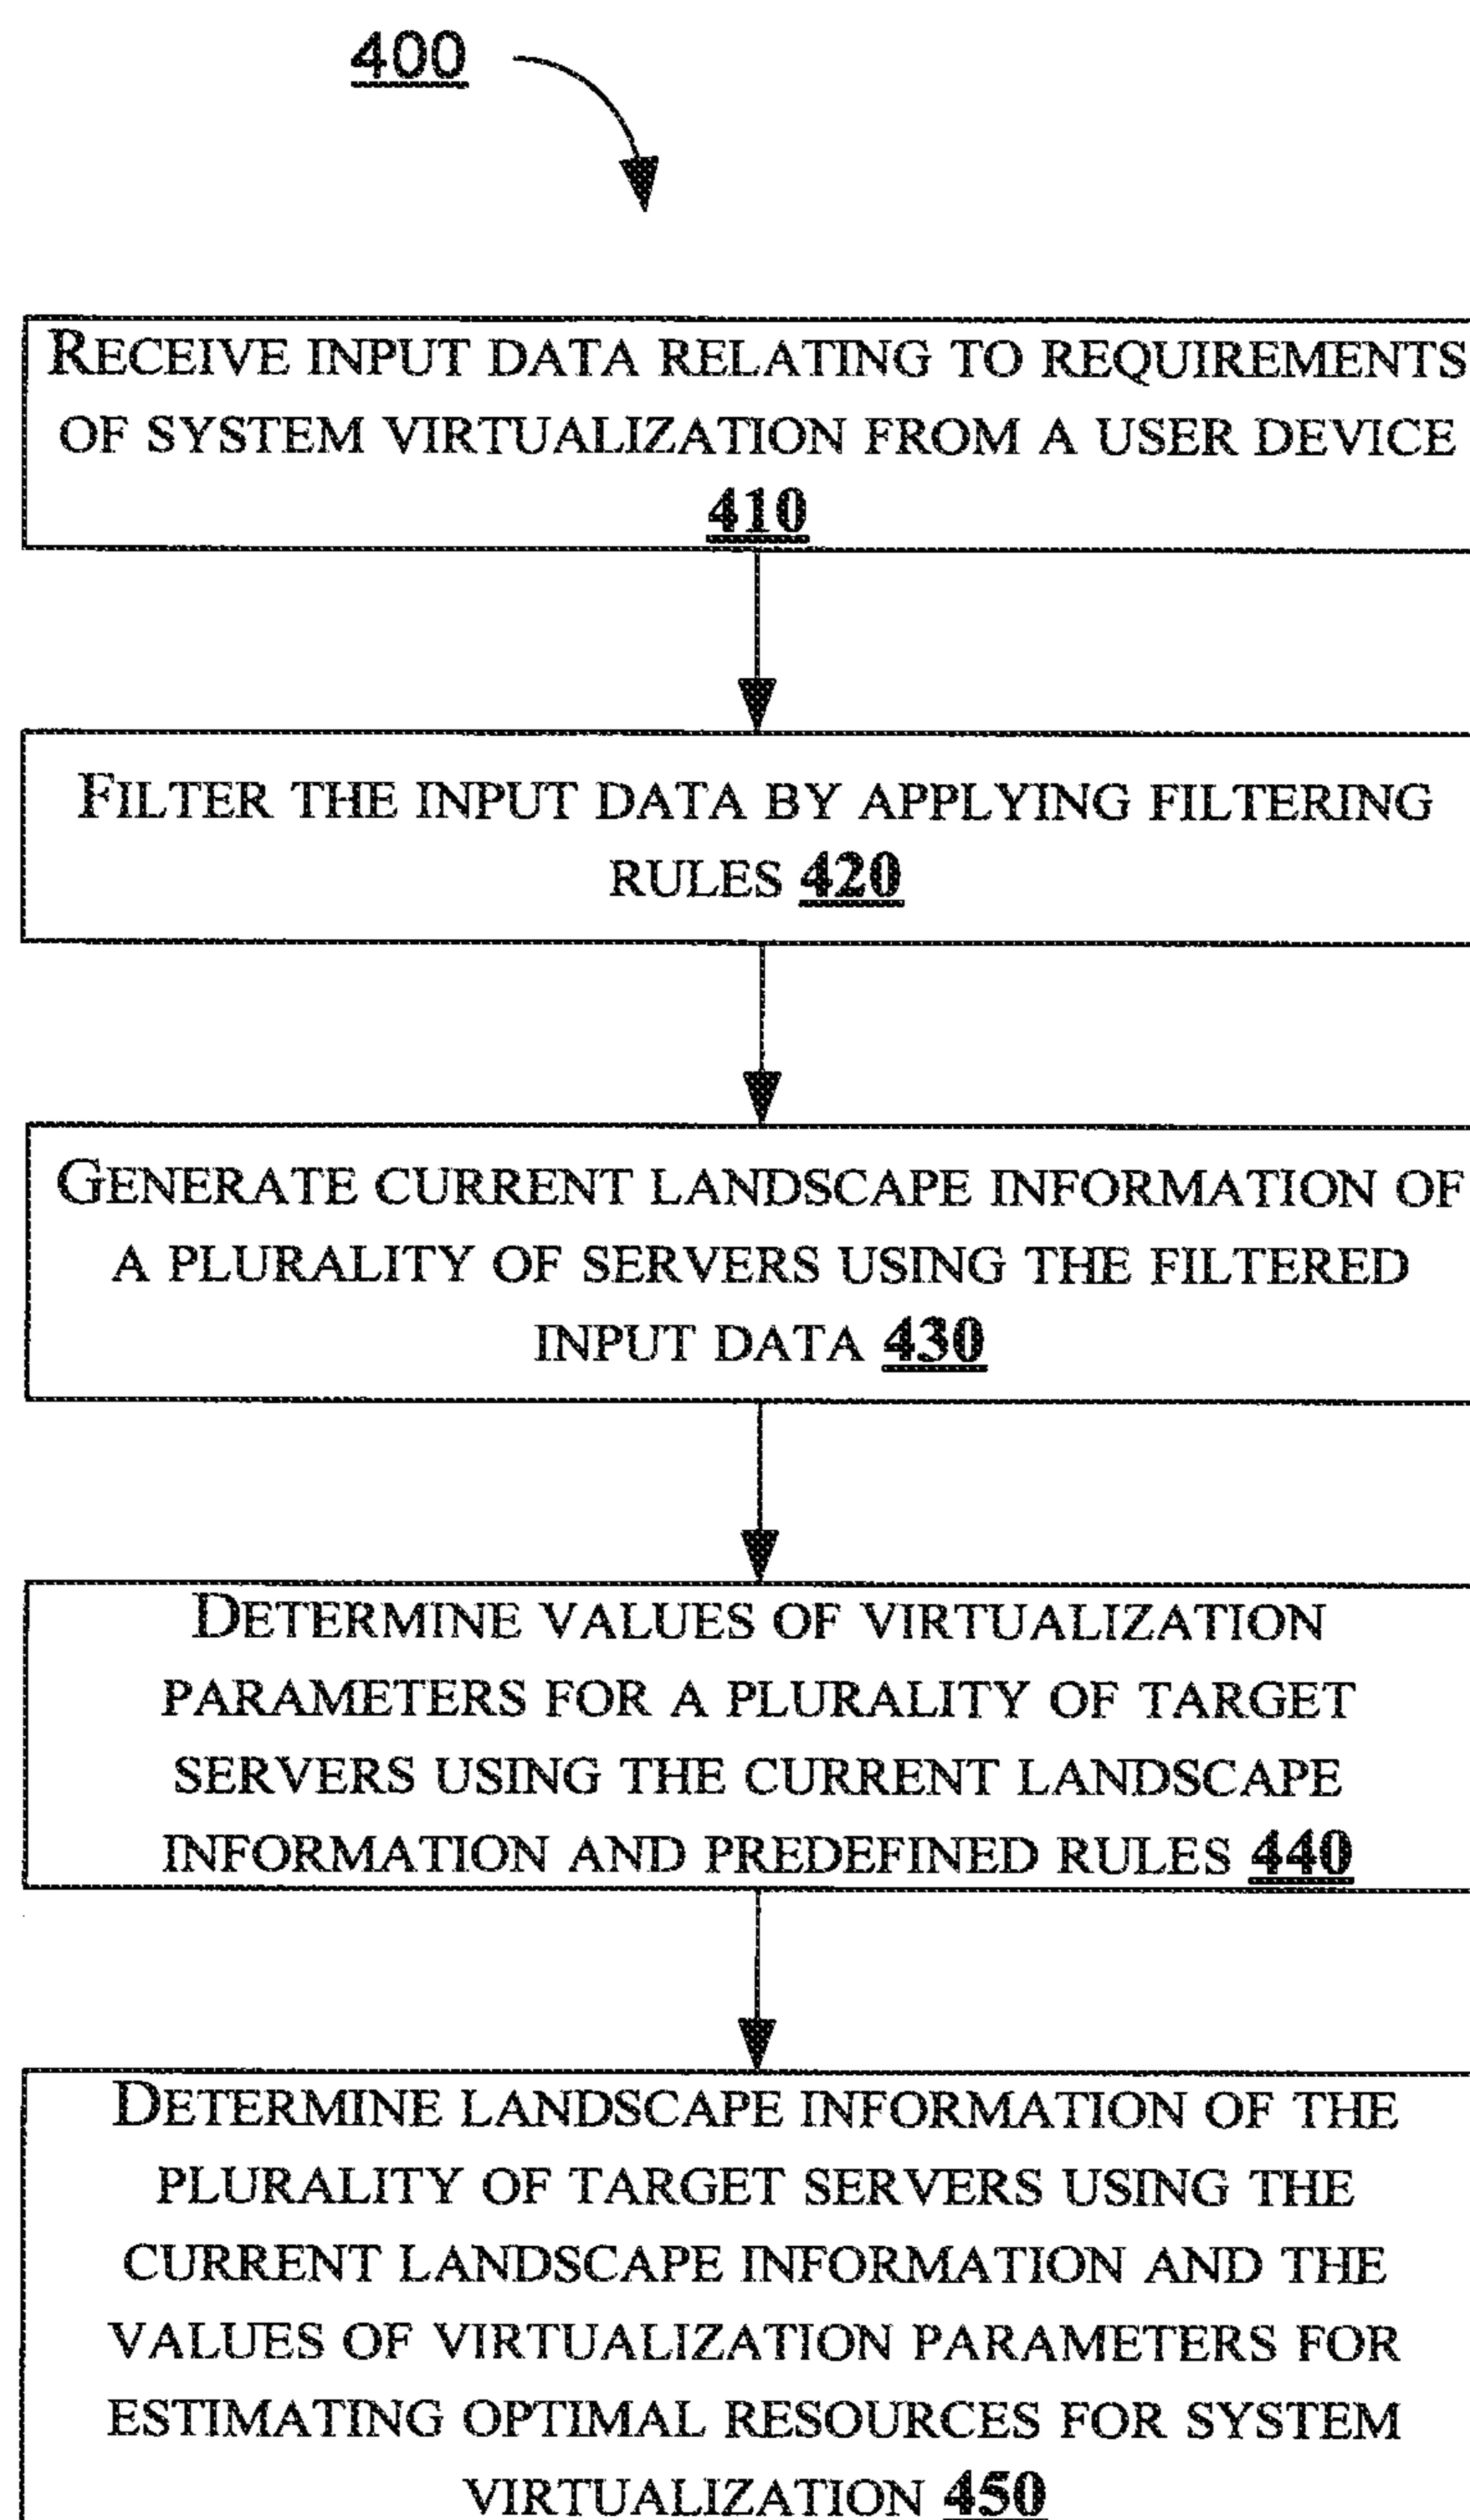 400
RECEIVE INPUT DATA RELATING TO REQUIREMENTS
OF SYSTEM VIRTUALIZATION FROM A USER DEVICE
410
FILTER THE INPUT DATA BY APPLYING FILTERING
RULES 420
GENERATE CURRENT LANDSCAPE INFORMATION OF
A PLURALITY OF SERVERS USING THE FILTERED
INPUT DATA 430
DETERMINE VALUES OF VIRTUALIZATION
PARAMETERS FOR A PLURALITY OF TARGET
SERVERS USING THE CURRENT LANDSCAPE
INFORMATION AND PREDEFINED RULES 440
DETERMINE LANDSCAPE INFORMATION OF THE
PLURALITY OF TARGET SERVERS USING THE
CURRENT LANDSCAPE INFORMATION AND THE
VALUES OF VIRTUALIZATION PARAMETERS FOR
ESTIMATING OPTIMAL RESOURCES FOR SYSTEM
VIRTUALIZATION 450